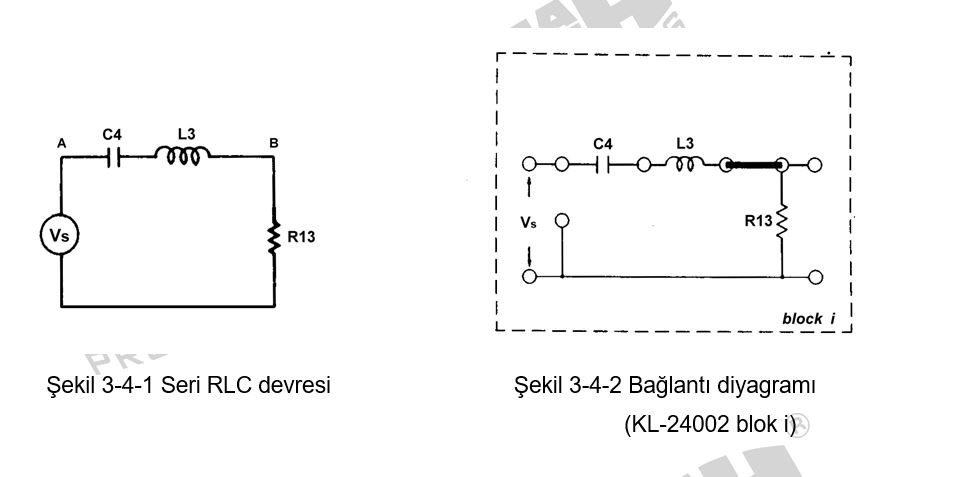 A
C4
L3
B
Vs
R13
C4
L3
Vs
R13
block i
Şekil 3-4-1 Seri RLC devresi
Şekil 3-4-2 Bağlantı diyagramı
(KL-24002 blok i)